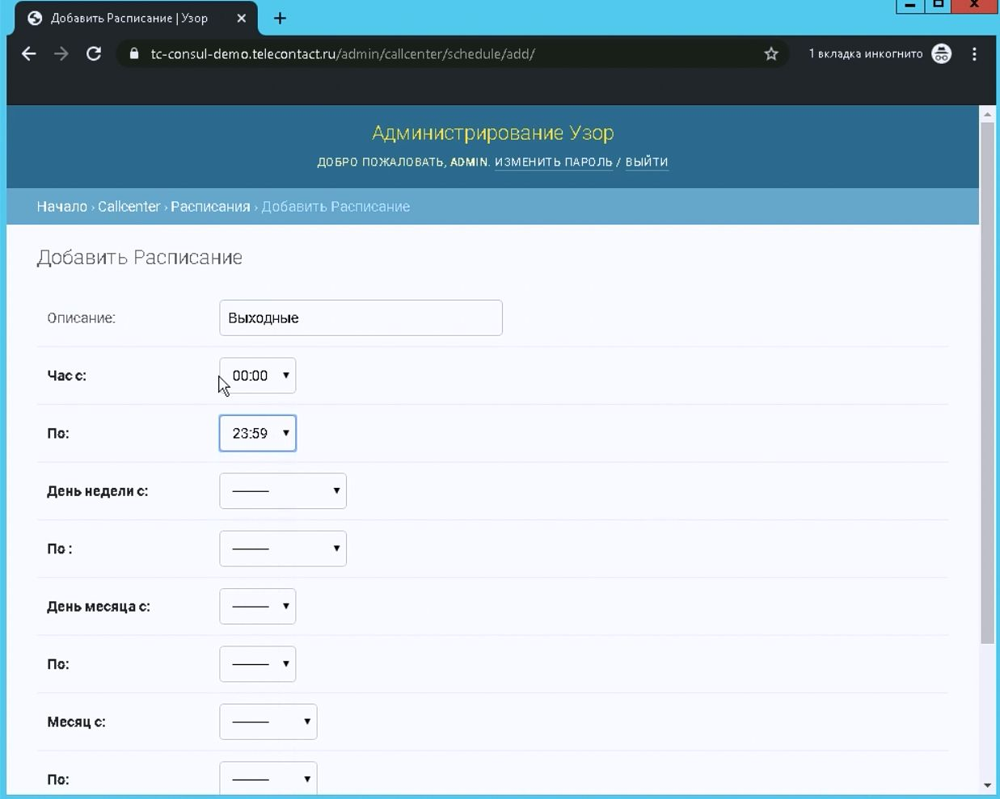 Добавить Расписание | Узор
tc-consul-demo.telecontact.ru/admin/callcenter/schedule/add/
1 вкладка инкогнито
Администрирование Узор
ДОБРО ПОЖАЛОВАТЬ, ADMIN. ИЗМЕНИТЬ ПАРОЛЬ / ВЫЙТИ
Начало › Callcenter › Расписания › Добавить Расписание
Добавить Расписание
Описание: Выходные
Час с: 00:00
По: 23:59
День недели с:
По :
День месяца с:
По:
Месяц с:
По: